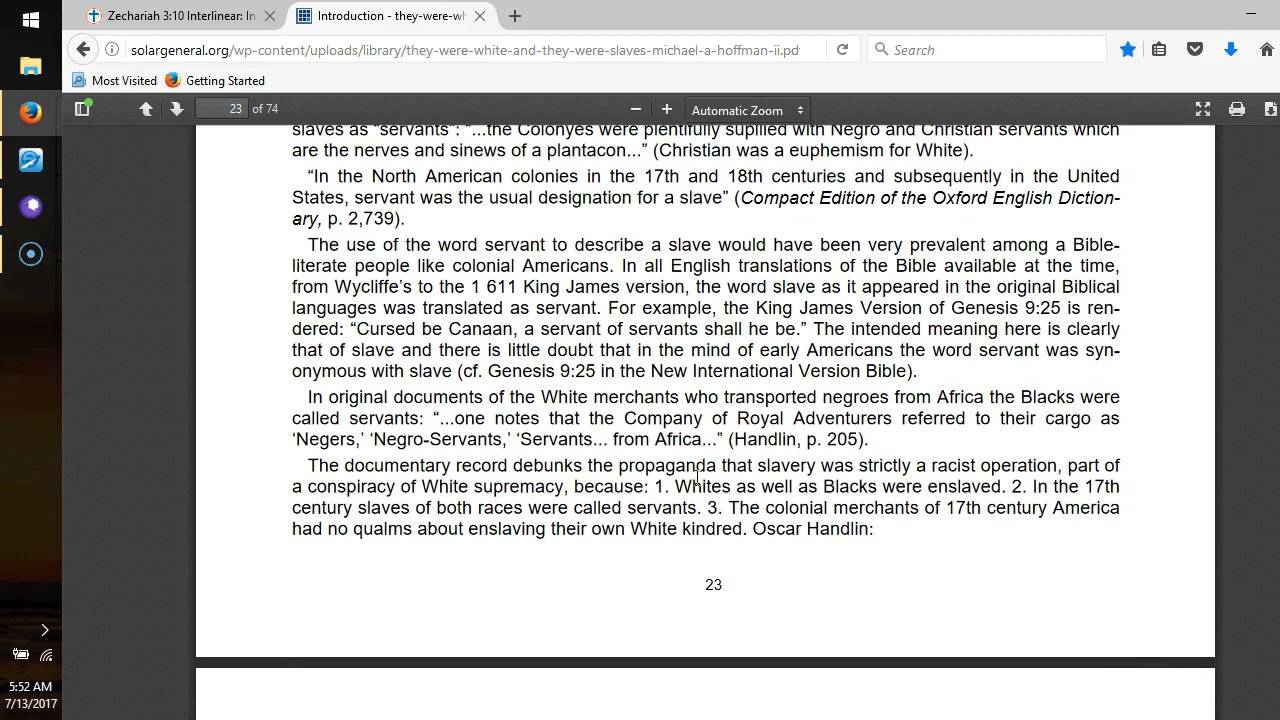 Zechariah 3:10 Interlinear: In
Introduction - they-were-wh
solargeneral.org/wp-content/uploads/library/they-were-white-and-they-were-slaves-michael-a-hoffman-ii.pd
Search
Most Visited
Getting Started
23 of 74
Automatic Zoom
slaves as “servants”: “...the Colonyes were plentifully supilled with Negro and Christian servants which
are the nerves and sinews of a plantacon...” (Christian was a euphemism for White).
“In the North American colonies in the 17th and 18th centuries and subsequently in the United
States, servant was the usual designation for a slave” (Compact Edition of the Oxford English Diction-
ary, p. 2,739).
The use of the word servant to describe a slave would have been very prevalent among a Bible-
literate people like colonial Americans. In all English translations of the Bible available at the time,
from Wycliffe’s to the 1 611 King James version, the word slave as it appeared in the original Biblical
languages was translated as servant. For example, the King James Version of Genesis 9:25 is ren-
dered: “Cursed be Canaan, a servant of servants shall he be.” The intended meaning here is clearly
that of slave and there is little doubt that in the mind of early Americans the word servant was syn-
onymous with slave (cf. Genesis 9:25 in the New International Version Bible).
In original documents of the White merchants who transported negroes from Africa the Blacks were
called servants: “...one notes that the Company of Royal Adventurers referred to their cargo as
‘Negers,’ ‘Negro-Servants,’ ‘Servants... from Africa...” (Handlin, p. 205).
The documentary record debunks the propaganda that slavery was strictly a racist operation, part of
a conspiracy of White supremacy, because: 1. Whites as well as Blacks were enslaved. 2. In the 17th
century slaves of both races were called servants. 3. The colonial merchants of 17th century America
had no qualms about enslaving their own White kindred. Oscar Handlin:
23
5:52 AM
7/13/2017